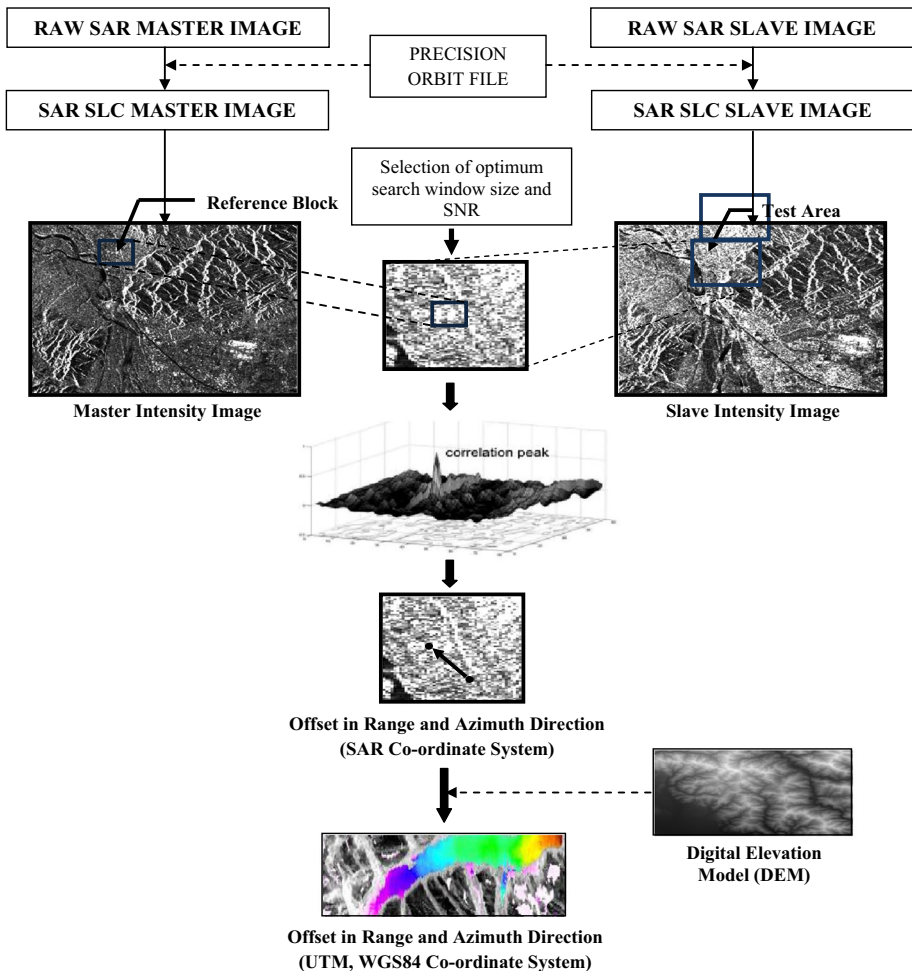 RAW SAR MASTER IMAGE
RAW SAR SLAVE IMAGE
PRECISION
ORBIT FILE
SAR SLC MASTER IMAGE
SAR SLC SLAVE IMAGE
Selection of optimum
search window size and
SNR
Reference Block
Test Area
Master Intensity Image
Slave Intensity Image
correlation peak
Offset in Range and Azimuth Direction
(SAR Co-ordinate System)
Digital Elevation
Model (DEM)
Offset in Range and Azimuth Direction
(UTM, WGS84 Co-ordinate System)